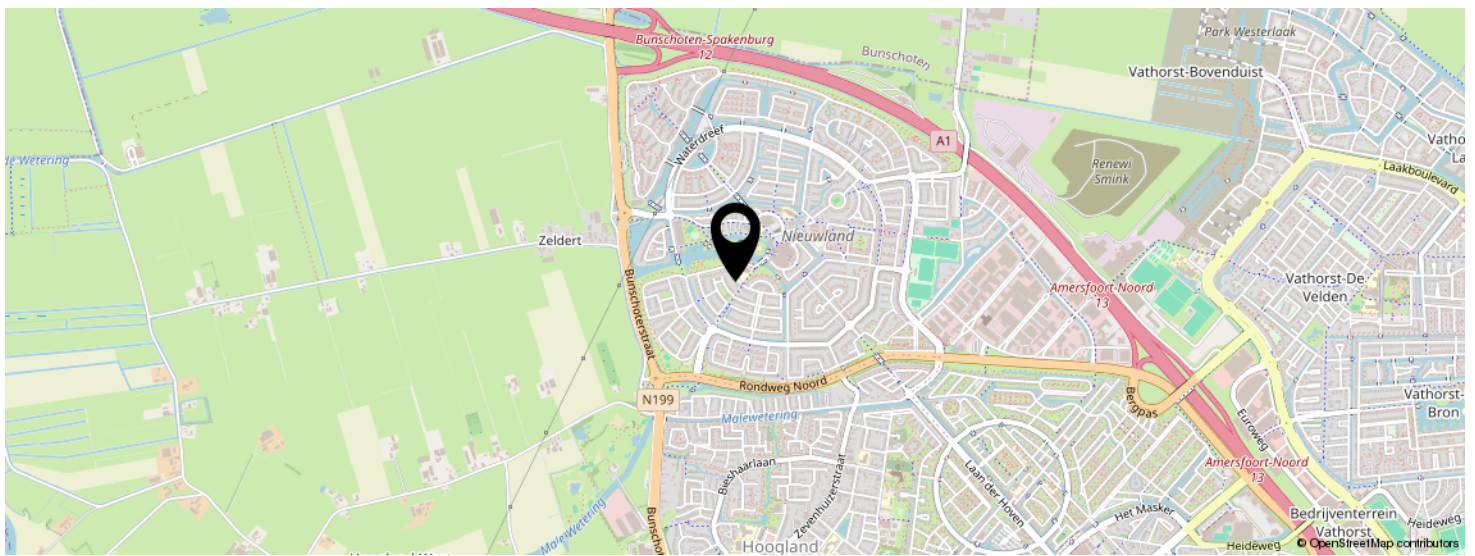 Bunschoten-Spakenburg
12
Bunschoten
Park Westerlaak
Vathorst-Bovenduist
Waterdreef
A1
Renewi
Smink
Laakboulevard
de Wetering
Zeldert
Nieuwland
Bunschoterstraat
Amersfoort-Noord
13
Vathorst-De
Velden
Rondweg Noord
N199
Bergpas
Vathorst-
Bron
Malewetering
Euroweg
Bieshaarlaan
Zevenhuizerstraat
Laan der Hoven
Amersfoort-Noord
13
Malewetering
Het Masker
Bedrijventerrein
Vathorst
Heideweg
Hoogland
Heideweg
© OpenStreetMap contributors